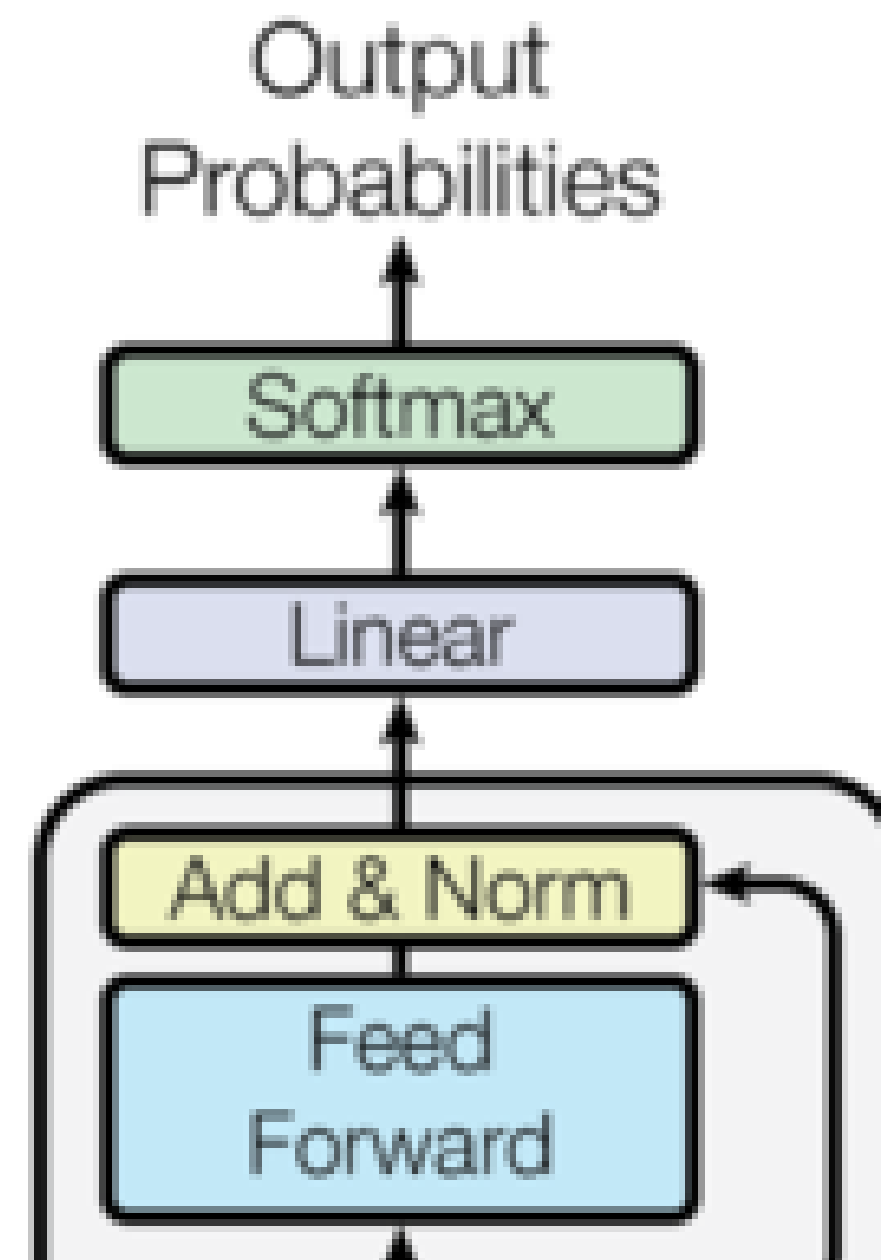 Output
Probabilities
Softmax
Linear
Add & Norm
Feed
Forward